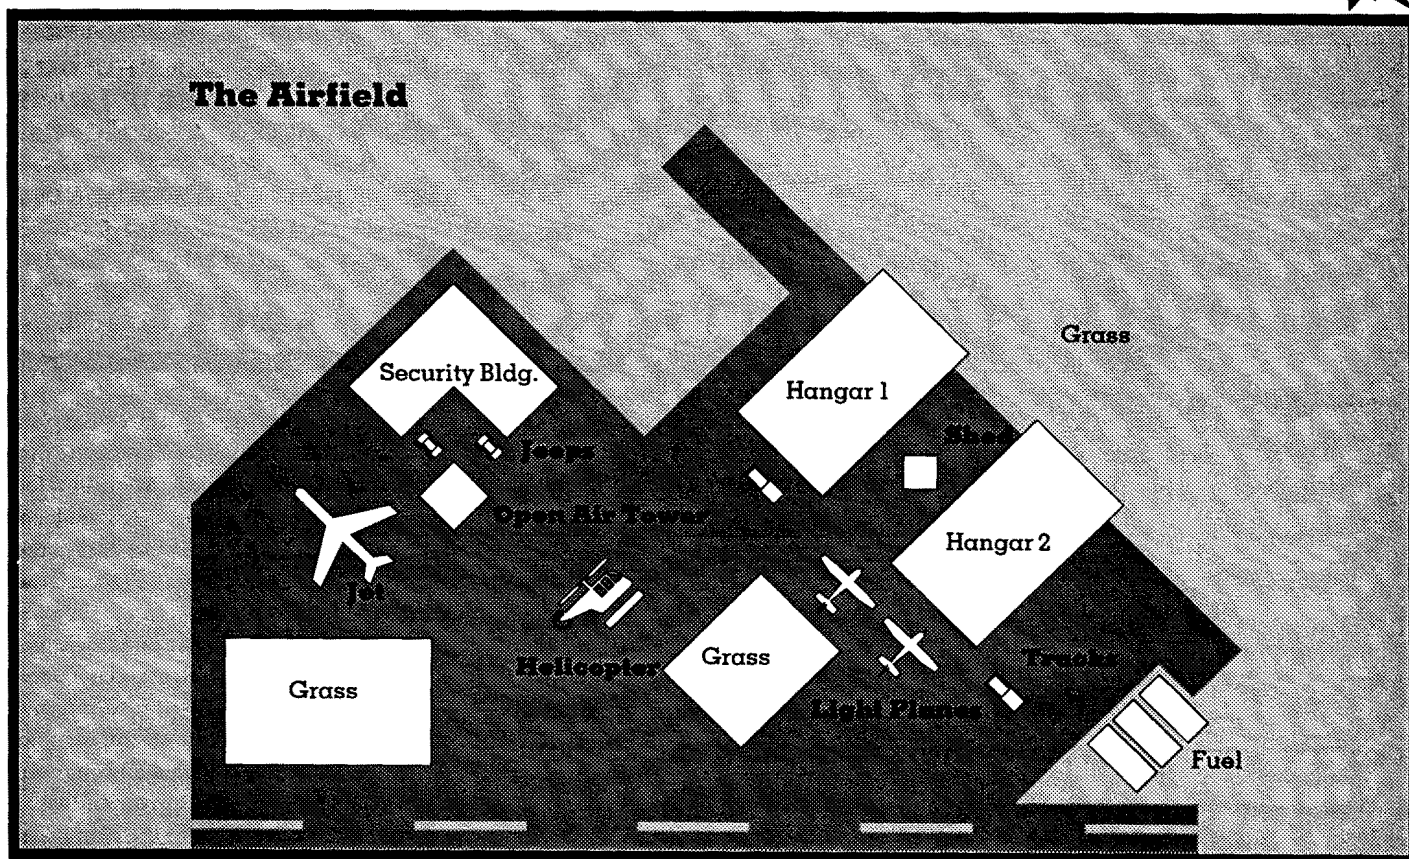 The Airfield
Grass
Security Bldg.
Hangar 1
Jeeps
Shed
Open Air Tower
Hangar 2
Jet
Helicopter
Grass
Trucks
Grass
Light Planes
Fuel